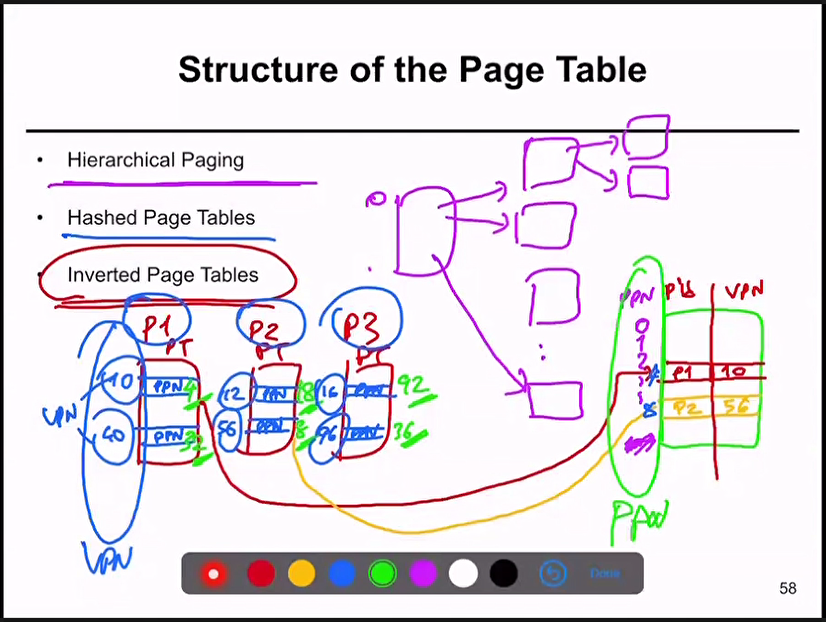 Structure of the Page Table
• Hierarchical Paging
• Hashed Page Tables
• Inverted Page Tables
P1 P2 P3
PT PT PT
10 PPN 4 12 PPN 18 16 PPN 92
VPN
40 PPN 32 56 PPN 8 96 PPN 36
VPN
0
PPN Pid VPN
0
1
2
4 P1 10
8 P2 56
PPN
Done
58